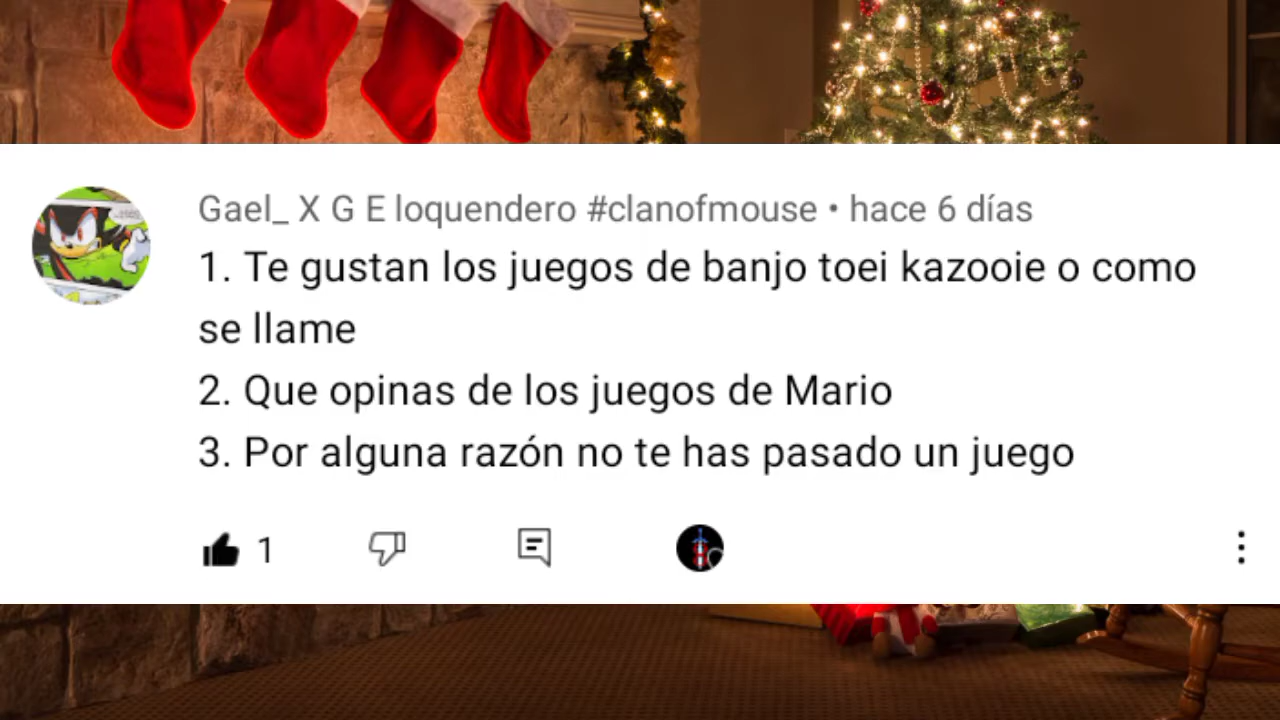 Gael_ X G E loquendero #clanofmouse • hace 6 días
1. Te gustan los juegos de banjo toei kazooie o como
se llame
2. Que opinas de los juegos de Mario
3. Por alguna razón no te has pasado un juego
1